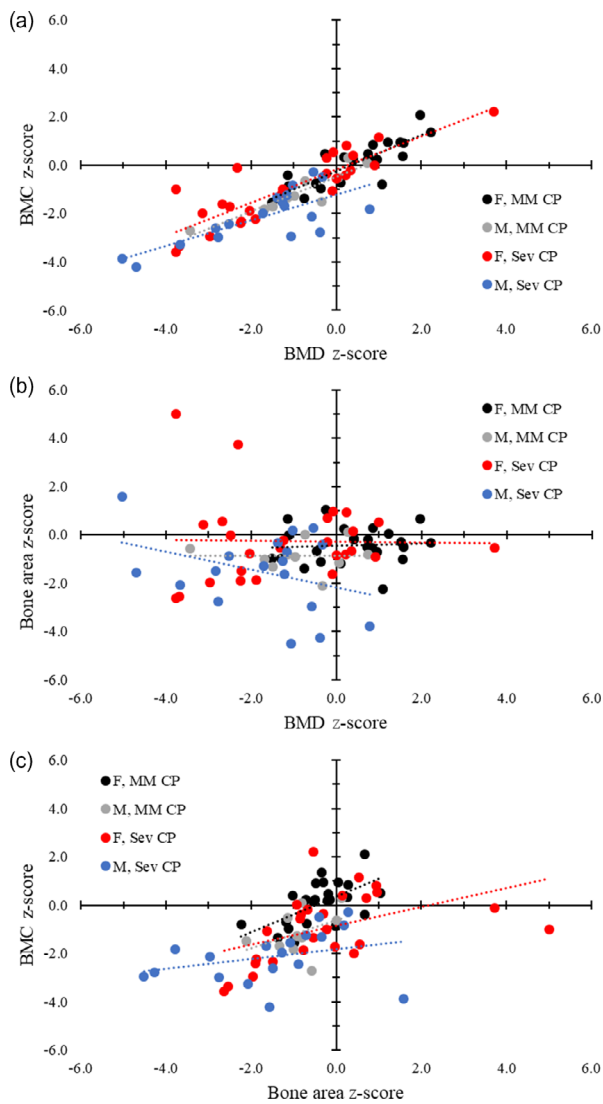 (a)
6.0
4.0
2.0
0.0
-2.0
-4.0
-6.0
BMC z-score
F, MM CP
M, MM CP
F, Sev CP
M, Sev CP
-6.0 -4.0 -2.0 0.0 2.0 4.0 6.0
BMD z-score
(b)
6.0
4.0
2.0
0.0
-2.0
-4.0
-6.0
Bone area z-score
F, MM CP
M, MM CP
F, Sev CP
M, Sev CP
-6.0 -4.0 -2.0 0.0 2.0 4.0 6.0
BMD z-score
(c)
6.0
4.0
2.0
0.0
-2.0
-4.0
-6.0
BMC z-score
F, MM CP
M, MM CP
F, Sev CP
M, Sev CP
-6.0 -4.0 -2.0 0.0 2.0 4.0 6.0
Bone area z-score